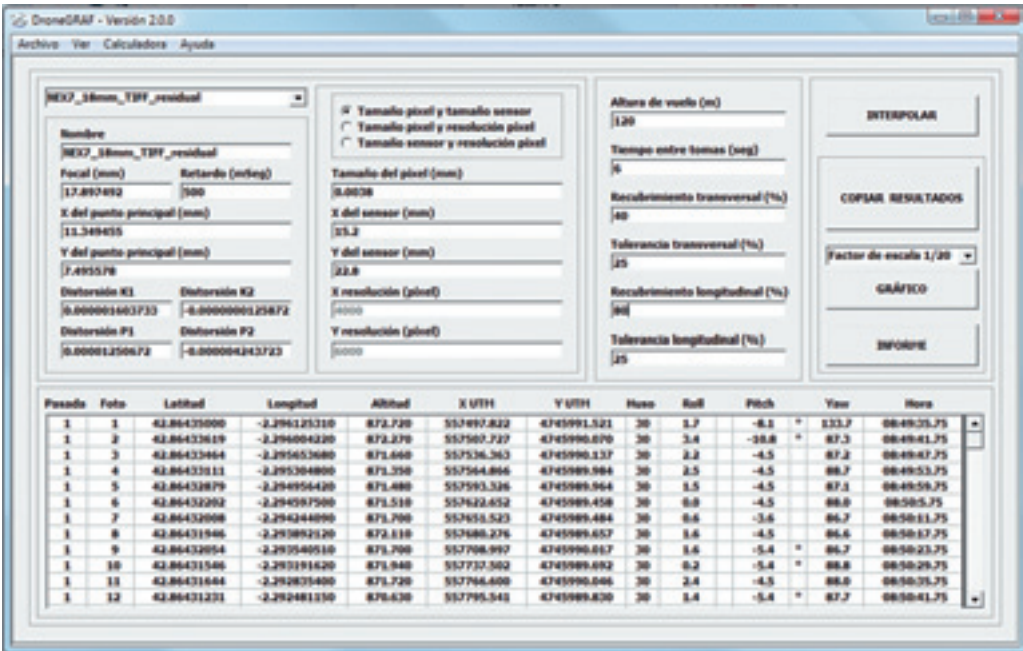 DroneGRAF - Versión 2.0.0
Archivo Ver Calculadora Ayuda
NEX7_18mm_TIFF_residual
Nombre
NEX7_18mm_TIFF_residual
Focal (mm) Retardo (mSeg)
17.897492 500
X del punto principal (mm)
11.349455
Y del punto principal (mm)
7.495578
Distorsión K1 Distorsión K2
0.000001603733 -0.0000000125872
Distorsión P1 Distorsión P2
0.00001250672 -0.000004243723
Tamaño pixel y tamaño sensor
Tamaño pixel y resolución pixel
Tamaño sensor y resolución pixel
Tamaño del pixel (mm)
0.0038
X del sensor (mm)
15.2
Y del sensor (mm)
22.8
X resolución (pixel)
4000
Y resolución (pixel)
6000
Altura de vuelo (m)
120
Tiempo entre tomas (seg)
6
Recubrimiento transversal (%)
40
Tolerancia transversal (%)
25
Recubrimiento longitudinal (%)
80
Tolerancia longitudinal (%)
25
INTERPOLAR
COPIAR RESULTADOS
Factor de escala 1/20
GRÁFICO
INFORME
Pasada Foto Latitud Longitud Altitud X UTM Y UTM Huso Roll Pitch Yaw Hora
1 1 42.86435000 -2.296125310 872.720 557497.822 4745991.521 30 1.7 -8.1 * 133.7 08:49:35.75
1 2 42.86433619 -2.296004220 872.270 557507.727 4745990.070 30 3.4 -10.8 * 87.3 08:49:41.75
1 3 42.86433464 -2.295653680 871.660 557536.363 4745990.137 30 2.2 -4.5 87.2 08:49:47.75
1 4 42.86433111 -2.295304800 871.350 557564.866 4745989.984 30 2.5 -4.5 88.7 08:49:53.75
1 5 42.86432879 -2.294956420 871.480 557593.326 4745989.964 30 1.5 -4.5 87.1 08:49:59.75
1 6 42.86432202 -2.294597500 871.510 557622.652 4745989.458 30 0.0 -4.5 88.0 08:50:5.75
1 7 42.86432008 -2.294244090 871.700 557651.523 4745989.484 30 0.6 -3.6 86.7 08:50:11.75
1 8 42.86431946 -2.293892120 872.110 557680.276 4745989.657 30 1.6 -4.5 86.6 08:50:17.75
1 9 42.86432054 -2.293540510 871.700 557708.997 4745990.017 30 1.6 -5.4 * 86.7 08:50:23.75
1 10 42.86431546 -2.293191620 871.940 557737.502 4745989.692 30 0.2 -5.4 * 88.8 08:50:29.75
1 11 42.86431644 -2.292835400 871.720 557766.600 4745990.046 30 2.4 -4.5 88.0 08:50:35.75
1 12 42.86431231 -2.292481150 870.630 557795.541 4745989.830 30 1.4 -5.4 * 87.7 08:50:41.75